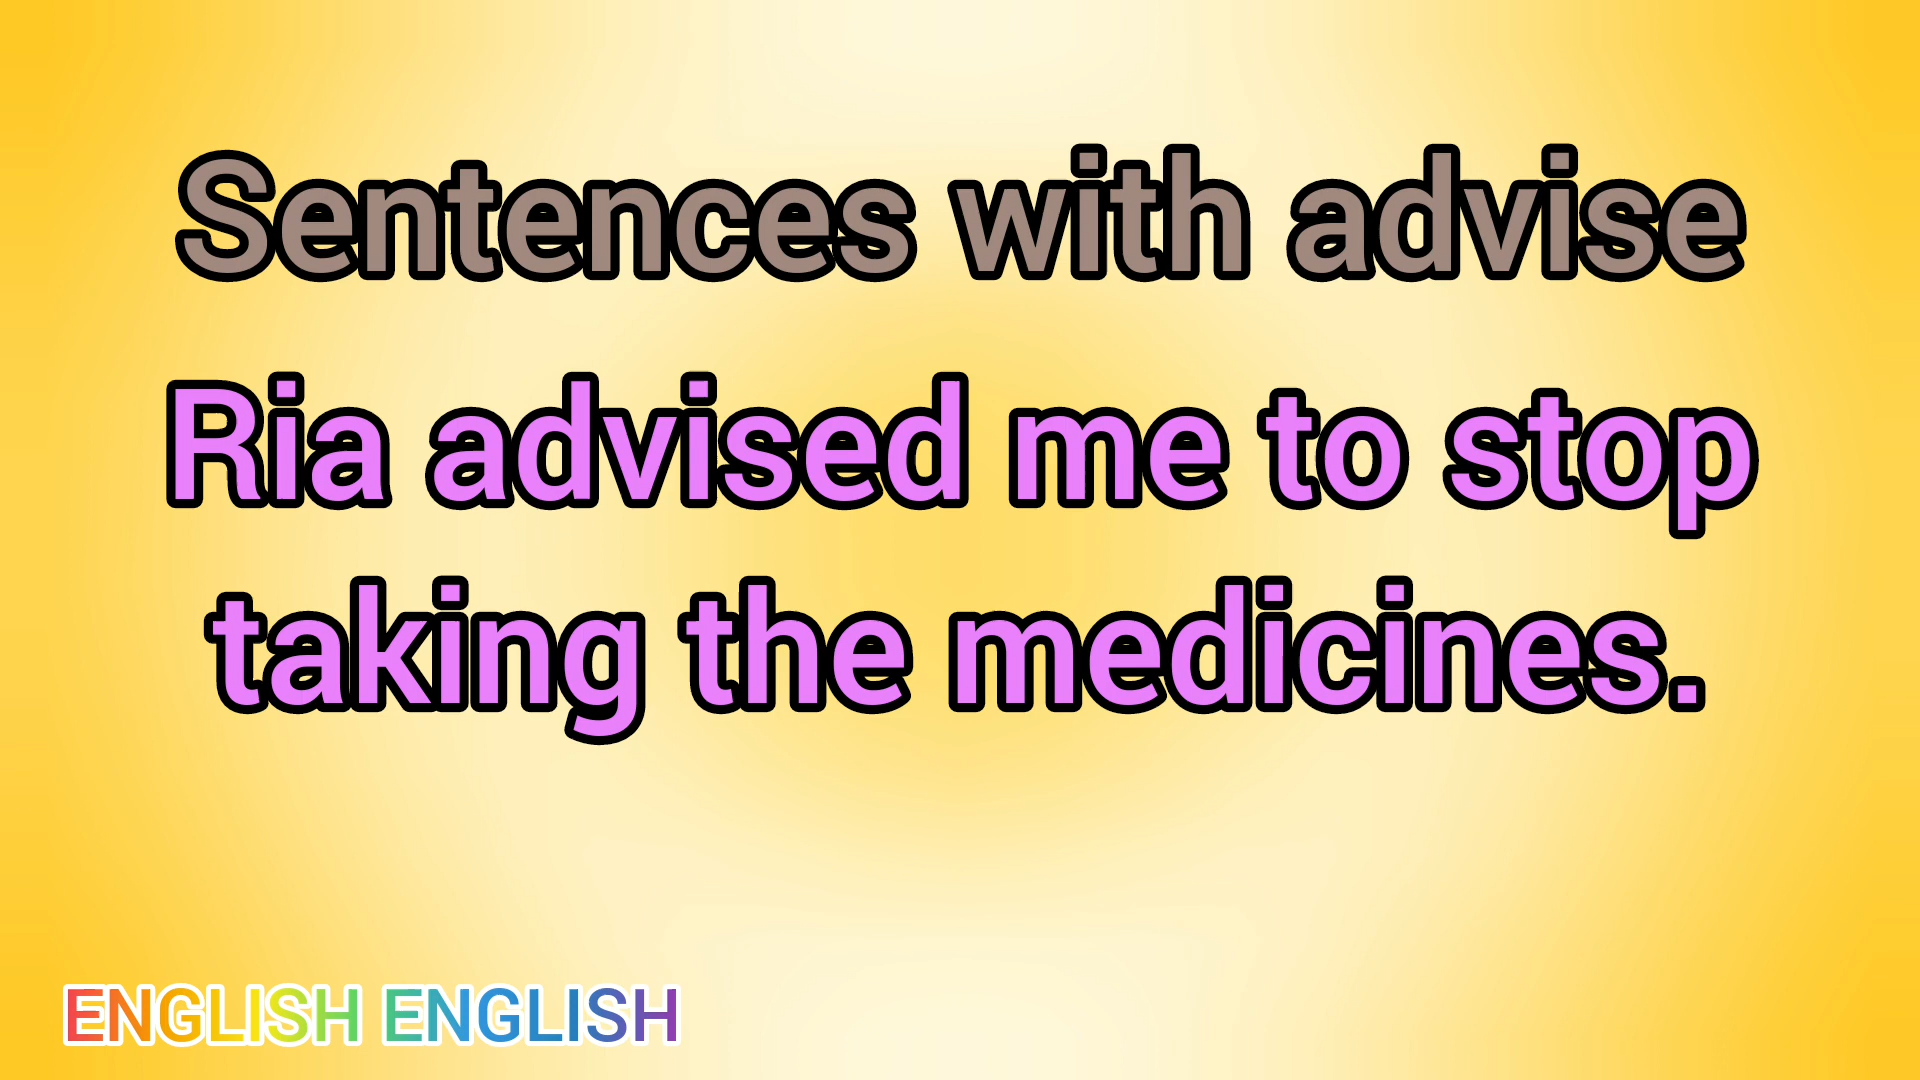 Sentences with advise
Ria advised me to stop
taking the medicines.
ENGLISH ENGLISH